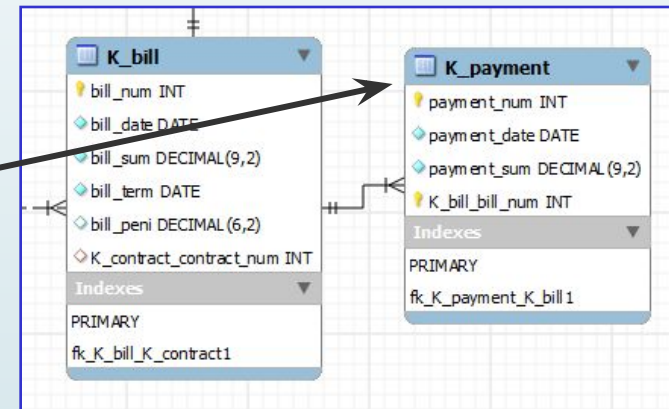 K_bill
bill_num INT
bill_date DATE
bill_sum DECIMAL(9,2)
bill_term DATE
bill_peni DECIMAL(6,2)
K_contract_contract_num INT
Indexes
PRIMARY
fk_K_bill_K_contract1
K_payment
payment_num INT
payment_date DATE
payment_sum DECIMAL(9,2)
K_bill_bill_num INT
Indexes
PRIMARY
fk_K_payment_K_bill1